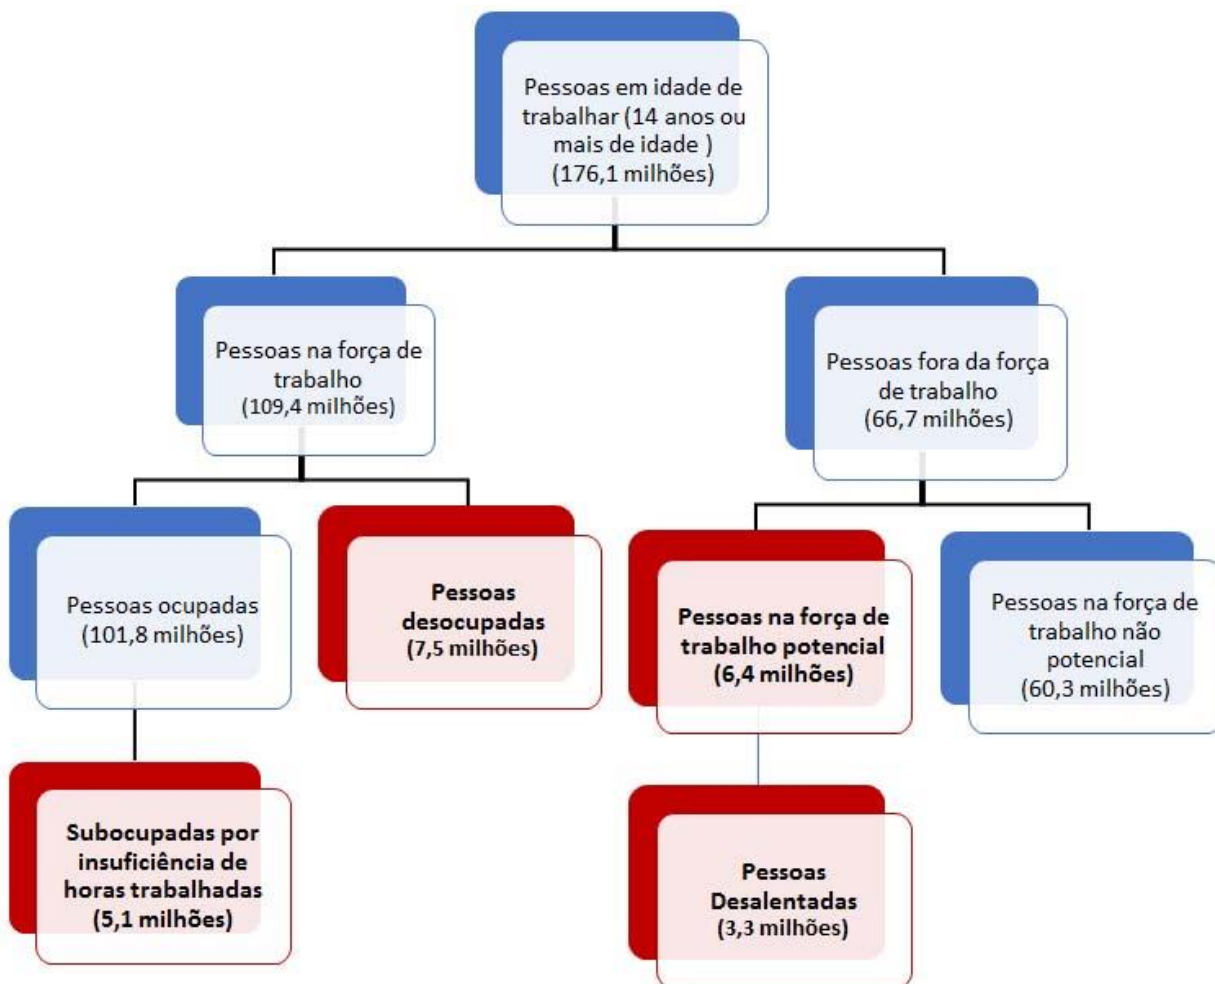 Pessoas em idade de
trabalhar (14 anos ou
mais de idade )
(176,1 milhões)
Pessoas na força de
trabalho
(109,4 milhões)
Pessoas fora da força
de trabalho
(66,7 milhões)
Pessoas ocupadas
(101,8 milhões)
Pessoas
desocupadas
(7,5 milhões)
Pessoas na força de
trabalho potencial
(6,4 milhões)
Pessoas na força de
trabalho não
potencial
(60,3 milhões)
Subocupadas por
insuficiência de
horas trabalhadas
(5,1 milhões)
Pessoas
Desalentadas
(3,3 milhões)